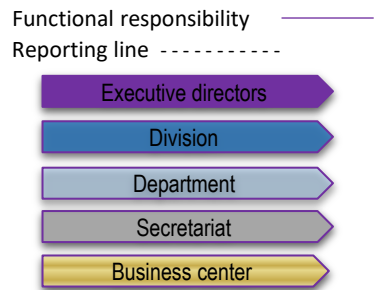 Functional responsibility
Reporting line - - - - - - - - - - -
Executive directors
Division
Department
Secretariat
Business center